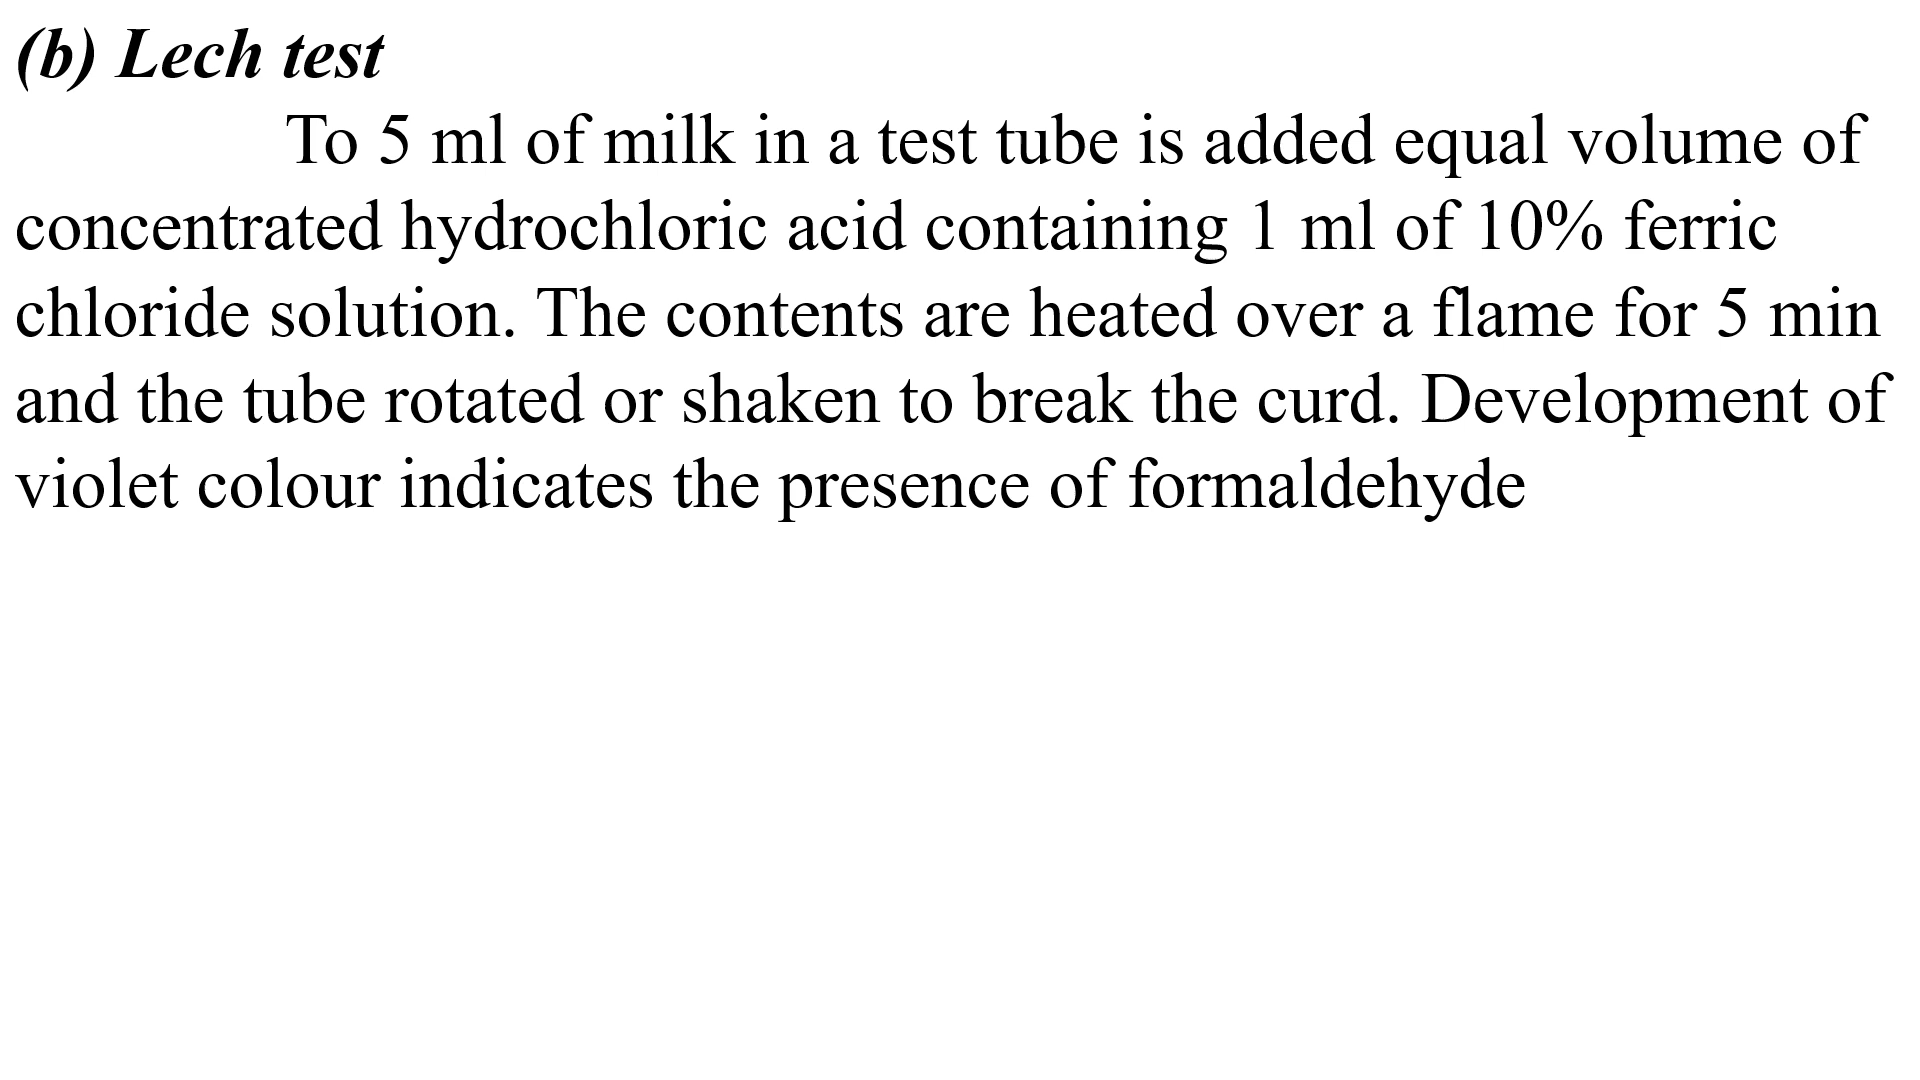 (b) Lech test
To 5 ml of milk in a test tube is added equal volume of
concentrated hydrochloric acid containing 1 ml of 10% ferric
chloride solution. The contents are heated over a flame for 5 min
and the tube rotated or shaken to break the curd. Development of
violet colour indicates the presence of formaldehyde